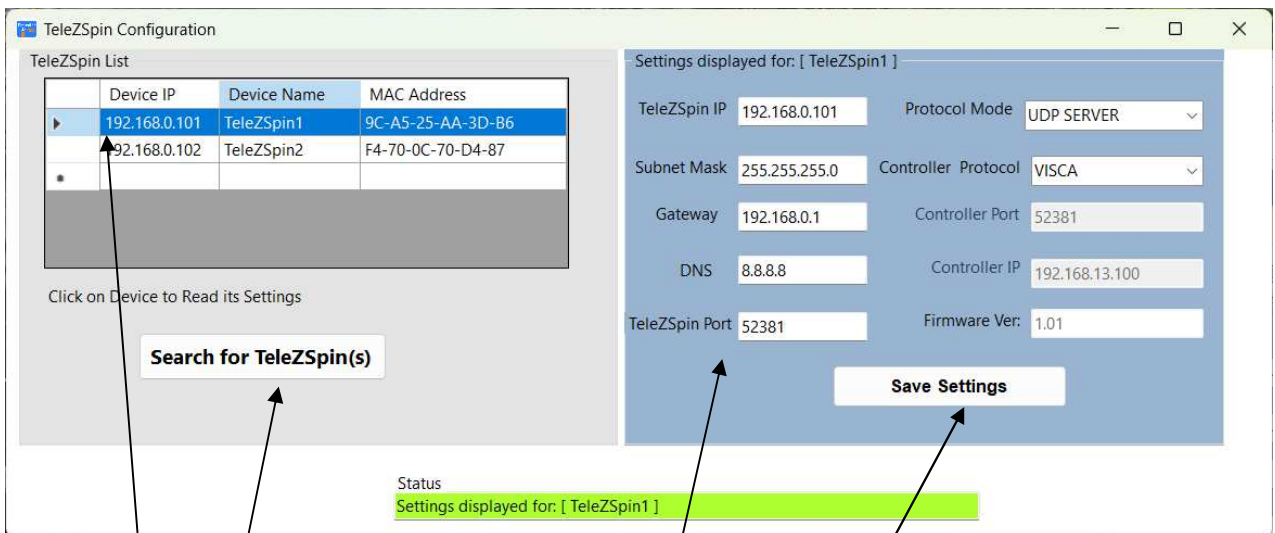 TeleZSpin Configuration
TeleZSpin List
Device IP Device Name MAC Address
192.168.0.101 TeleZSpin1 9C-A5-25-AA-3D-B6
192.168.0.102 TeleZSpin2 F4-70-0C-70-D4-87
Click on Device to Read its Settings
Search for TeleZSpin(s)
Settings displayed for: [ TeleZSpin1 ]
TeleZSpin IP 192.168.0.101 Protocol Mode UDP SERVER
Subnet Mask 255.255.255.0 Controller Protocol VISCA
Gateway 192.168.0.1 Controller Port 52381
DNS 8.8.8.8 Controller IP 192.168.13.100
TeleZSpin Port 52381 Firmware Ver: 1.01
Save Settings
Status
Settings displayed for: [ TeleZSpin1 ]